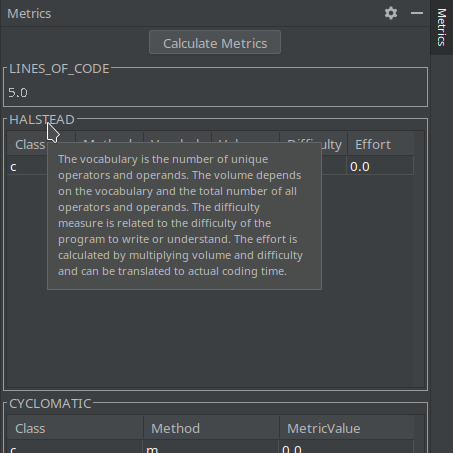 Metrics
Metrics
Calculate Metrics
LINES_OF_CODE
5.0
HALSTEAD
Class Difficulty Effort
c 0.0
The vocabulary is the number of unique
operators and operands. The volume depends
on the vocabulary and the total number of all
operators and operands. The difficulty
measure is related to the difficulty of the
program to write or understand. The effort is
calculated by multiplying volume and difficulty
and can be translated to actual coding time.
CYCLOMATIC
Class Method MetricValue
c m 0.0